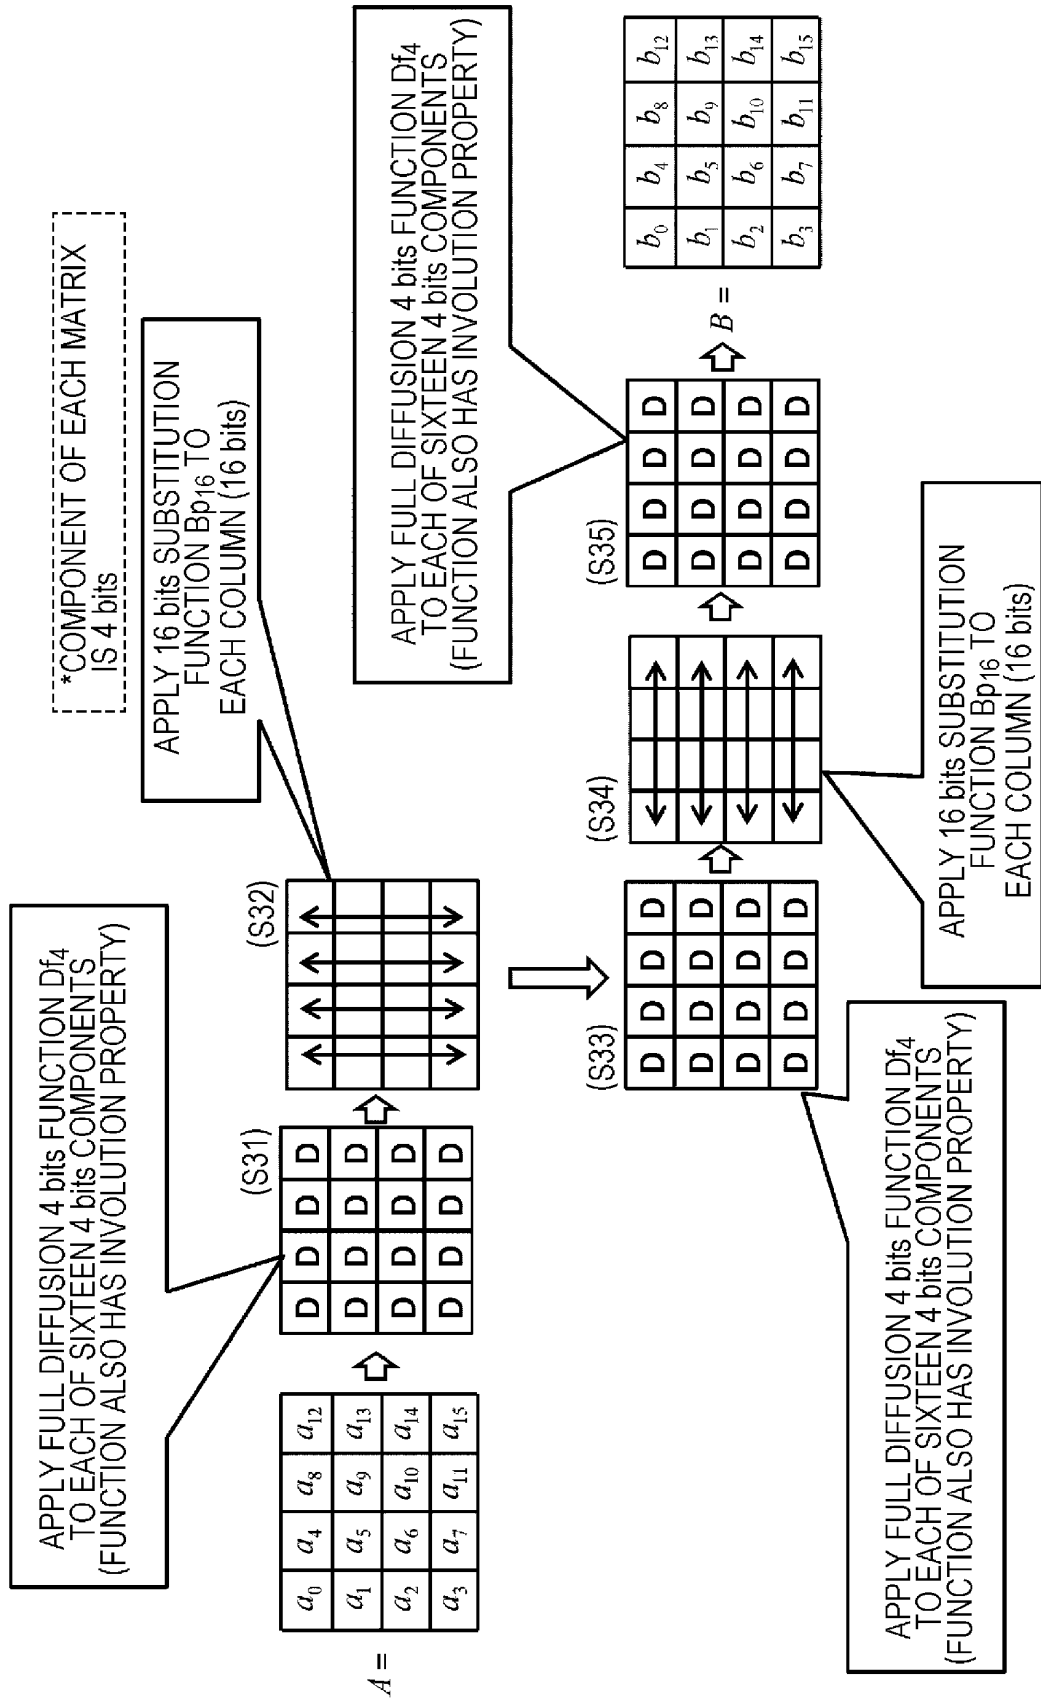 *COMPONENT OF EACH MATRIX
IS 4 bits
APPLY FULL DIFFUSION 4 bits FUNCTION Df4
TO EACH OF SIXTEEN 4 bits COMPONENTS
(FUNCTION ALSO HAS INVOLUTION PROPERTY)
APPLY 16 bits SUBSTITUTION
FUNCTION Bp16 TO
EACH COLUMN (16 bits)
A =
a0 a4 a8 a12
a1 a5 a9 a13
a2 a6 a10 a14
a3 a7 a11 a15
(S31)
D D D D
D D D D
D D D D
D D D D
(S32)
(S33)
D D D D
D D D D
D D D D
D D D D
APPLY FULL DIFFUSION 4 bits FUNCTION Df4
TO EACH OF SIXTEEN 4 bits COMPONENTS
(FUNCTION ALSO HAS INVOLUTION PROPERTY)
(S34)
APPLY 16 bits SUBSTITUTION
FUNCTION Bp16 TO
EACH COLUMN (16 bits)
APPLY FULL DIFFUSION 4 bits FUNCTION Df4
TO EACH OF SIXTEEN 4 bits COMPONENTS
(FUNCTION ALSO HAS INVOLUTION PROPERTY)
(S35)
D D D D
D D D D
D D D D
D D D D
B =
b0 b4 b8 b12
b1 b5 b9 b13
b2 b6 b10 b14
b3 b7 b11 b15